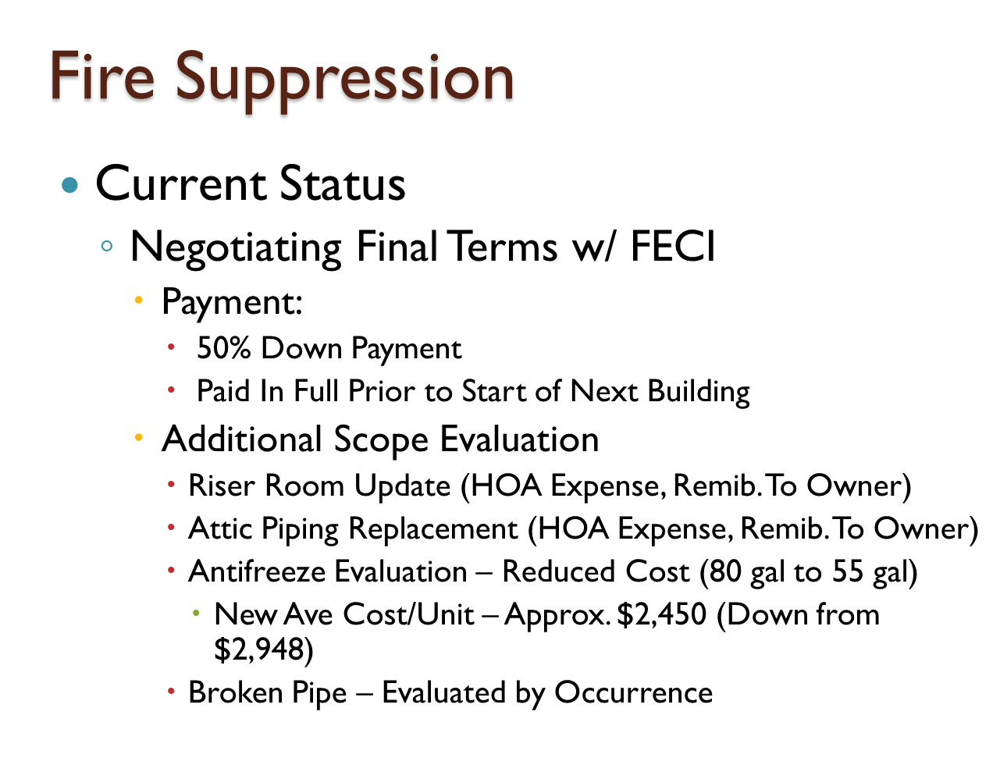 Fire Suppression
Current Status
Negotiating Final Terms w/ FECI
Payment:
50% Down Payment
Paid In Full Prior to Start of Next Building
Additional Scope Evaluation
Riser Room Update (HOA Expense, Remib. To Owner)
Attic Piping Replacement (HOA Expense, Remib. To Owner)
Antifreeze Evaluation – Reduced Cost (80 gal to 55 gal)
New Ave Cost/Unit – Approx. $2,450 (Down from
$2,948)
Broken Pipe – Evaluated by Occurrence